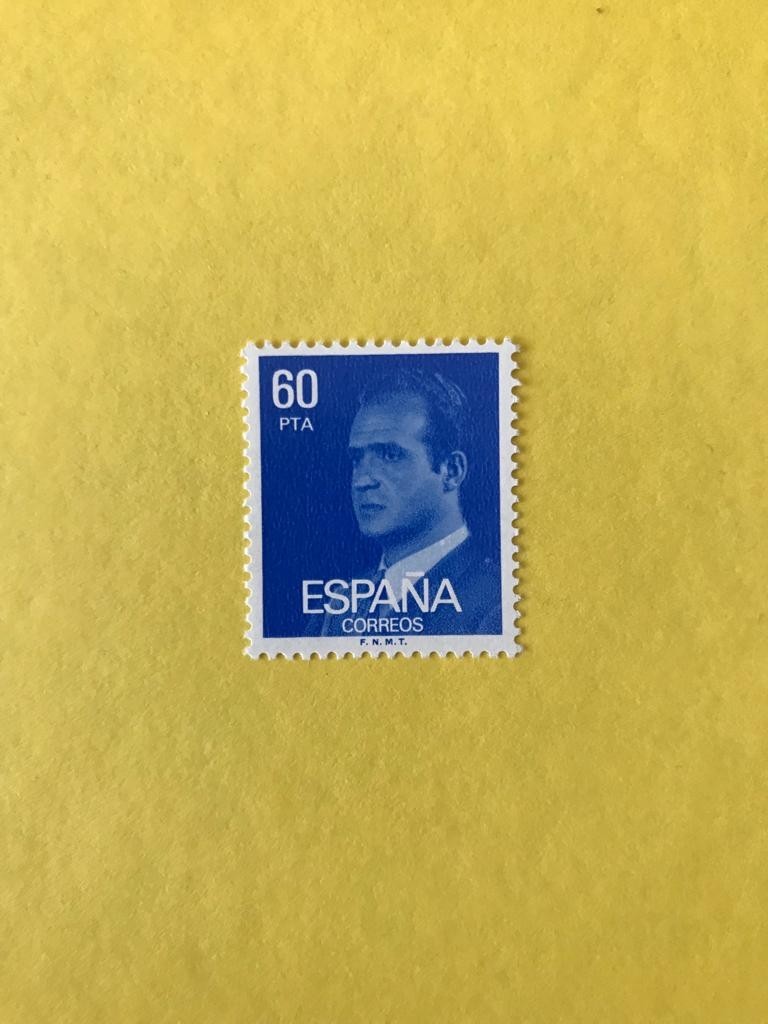 60
PTA
ESPAÑA
CORREOS
F. N. M. T.